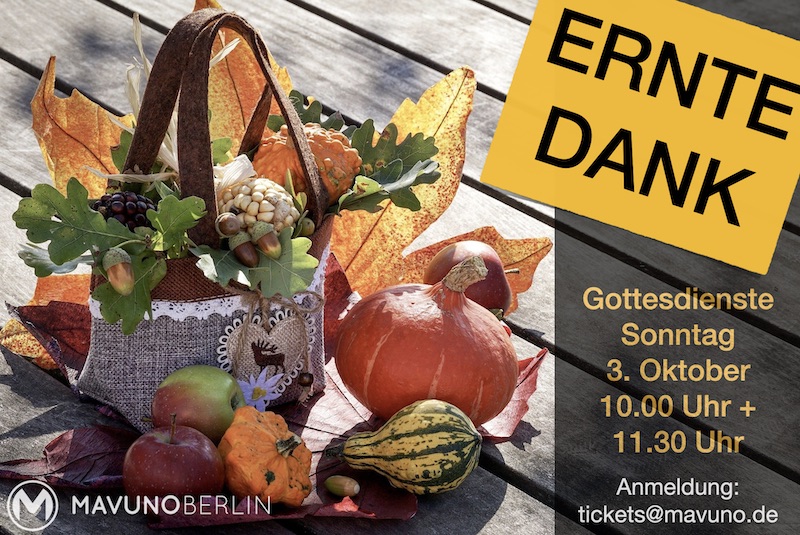 ERNTE
DANK
Gottesdienste
Sonntag
3. Oktober
10.00 Uhr +
11.30 Uhr
Anmeldung:
tickets@mavuno.de
M MAVUNOBERLIN